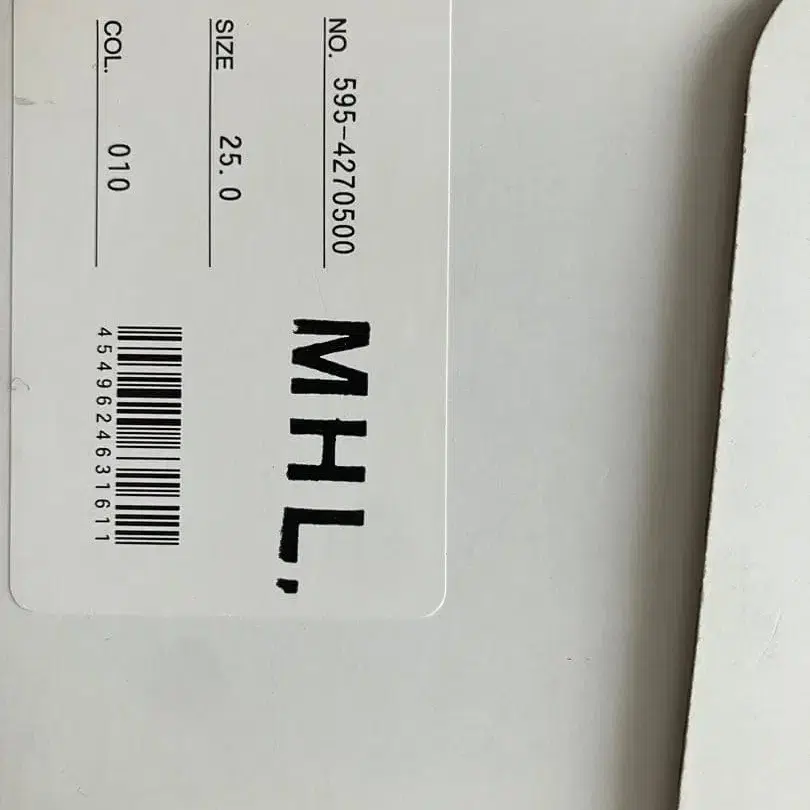 NO. 595-4270500
SIZE 25.0
COL. 010
MHL.
4549624631611